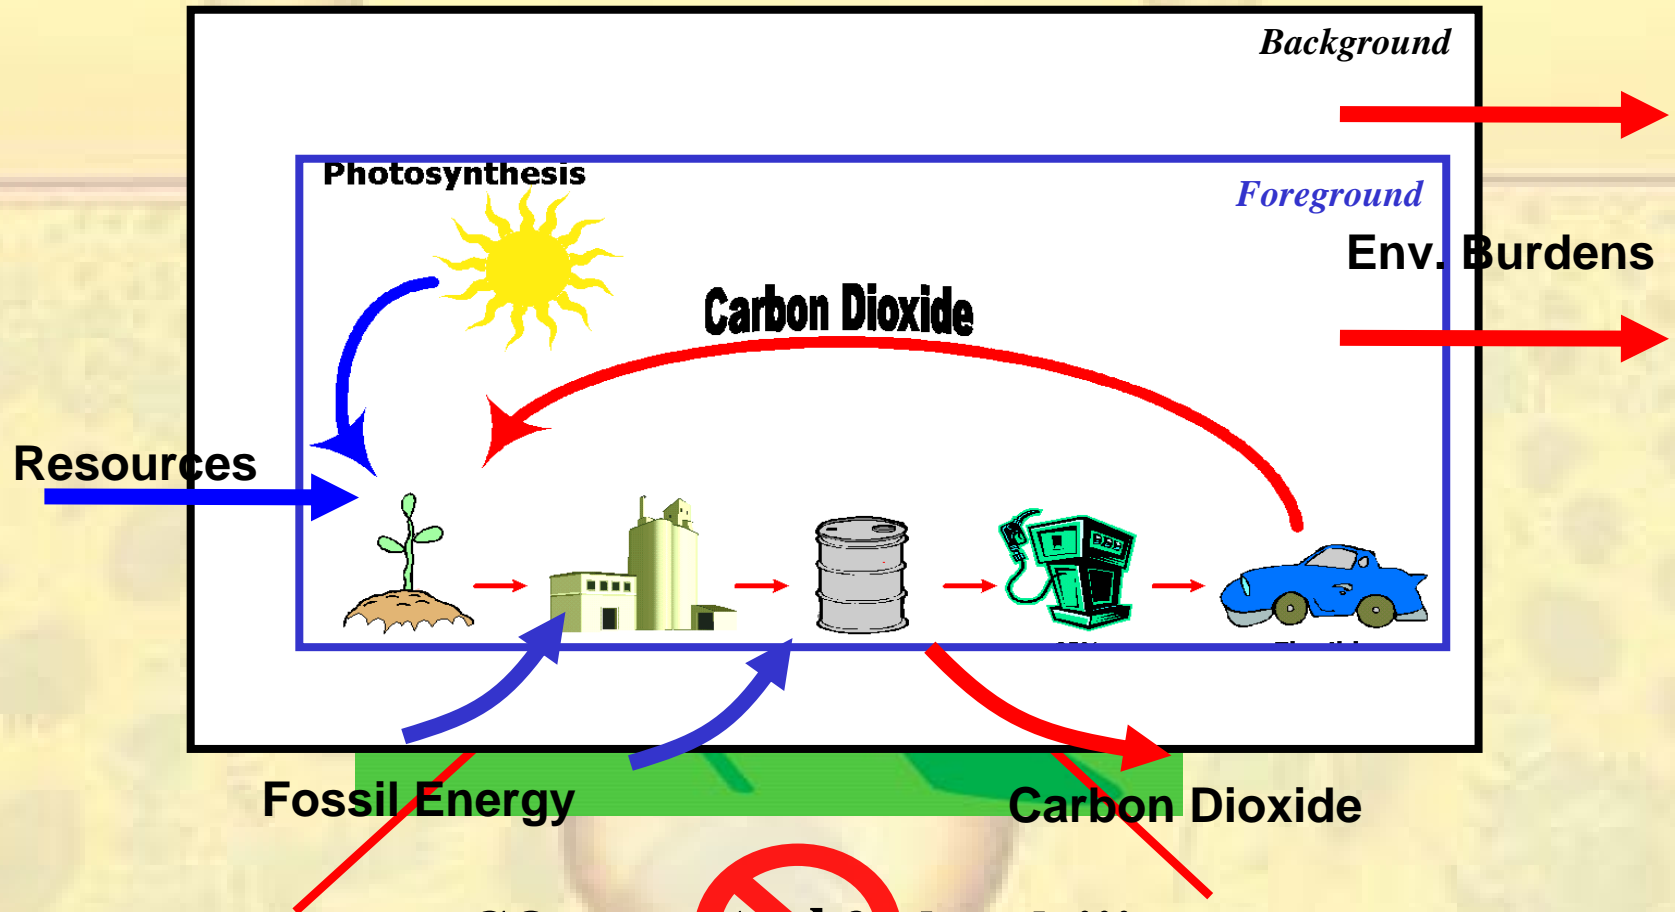 Background
Photosynthesis
Foreground
Env. Burdens
Carbon Dioxide
Resources
Fossil Energy
Carbon Dioxide